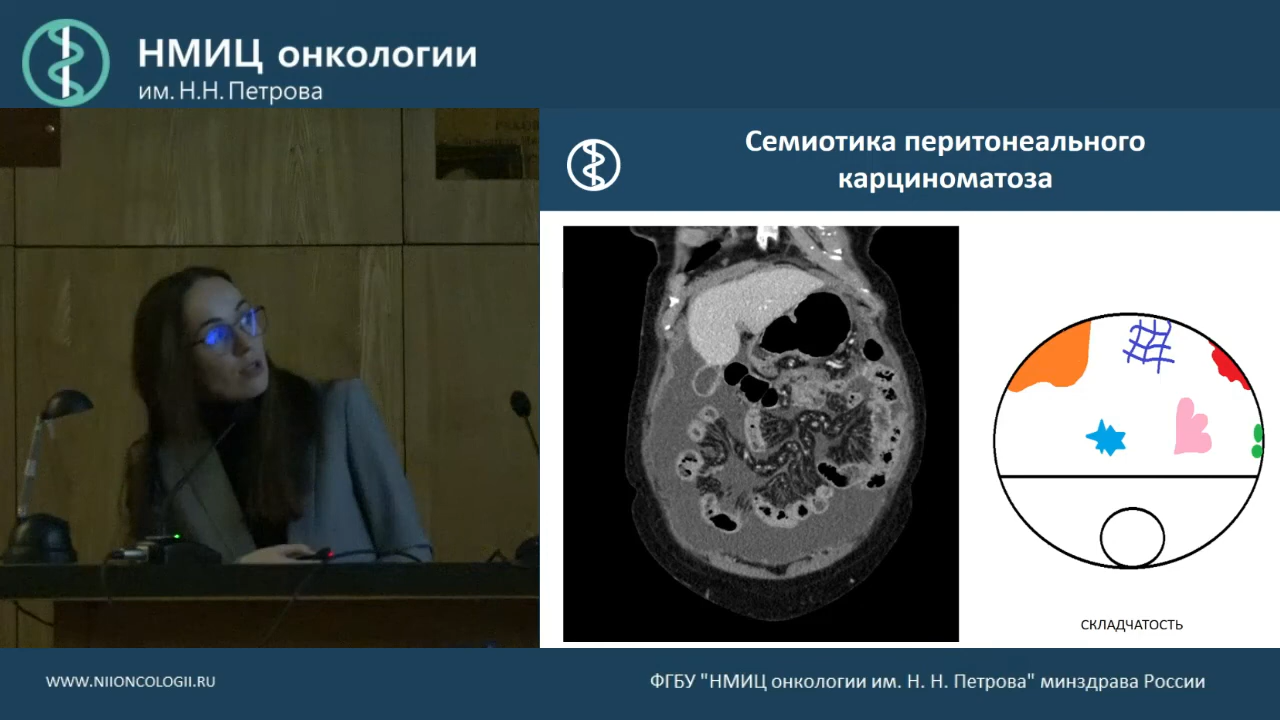 НМИЦ онкологии
им. Н.Н. Петрова
Семиотика перитонеального
карциноматоза
СКЛАДЧАТОСТЬ
WWW.NIIONCOLOGII.RU
ФГБУ "НМИЦ онкологии им. Н. Н. Петрова" минздрава России